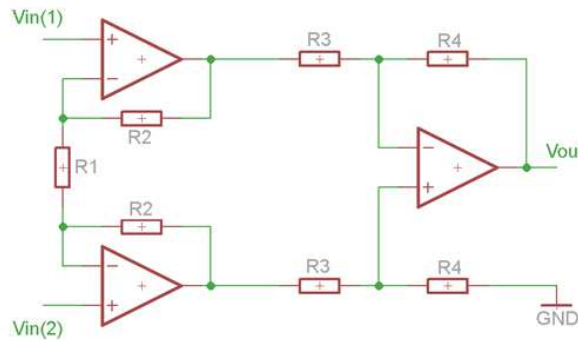 Vin(1)
R3
R4
R2
R1
Vou
R2
R3
R4
Vin(2)
GND